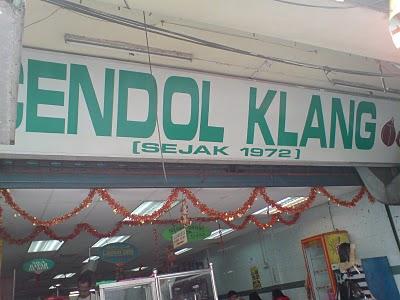 CENDOL KLANG
[SEJAK 1972]